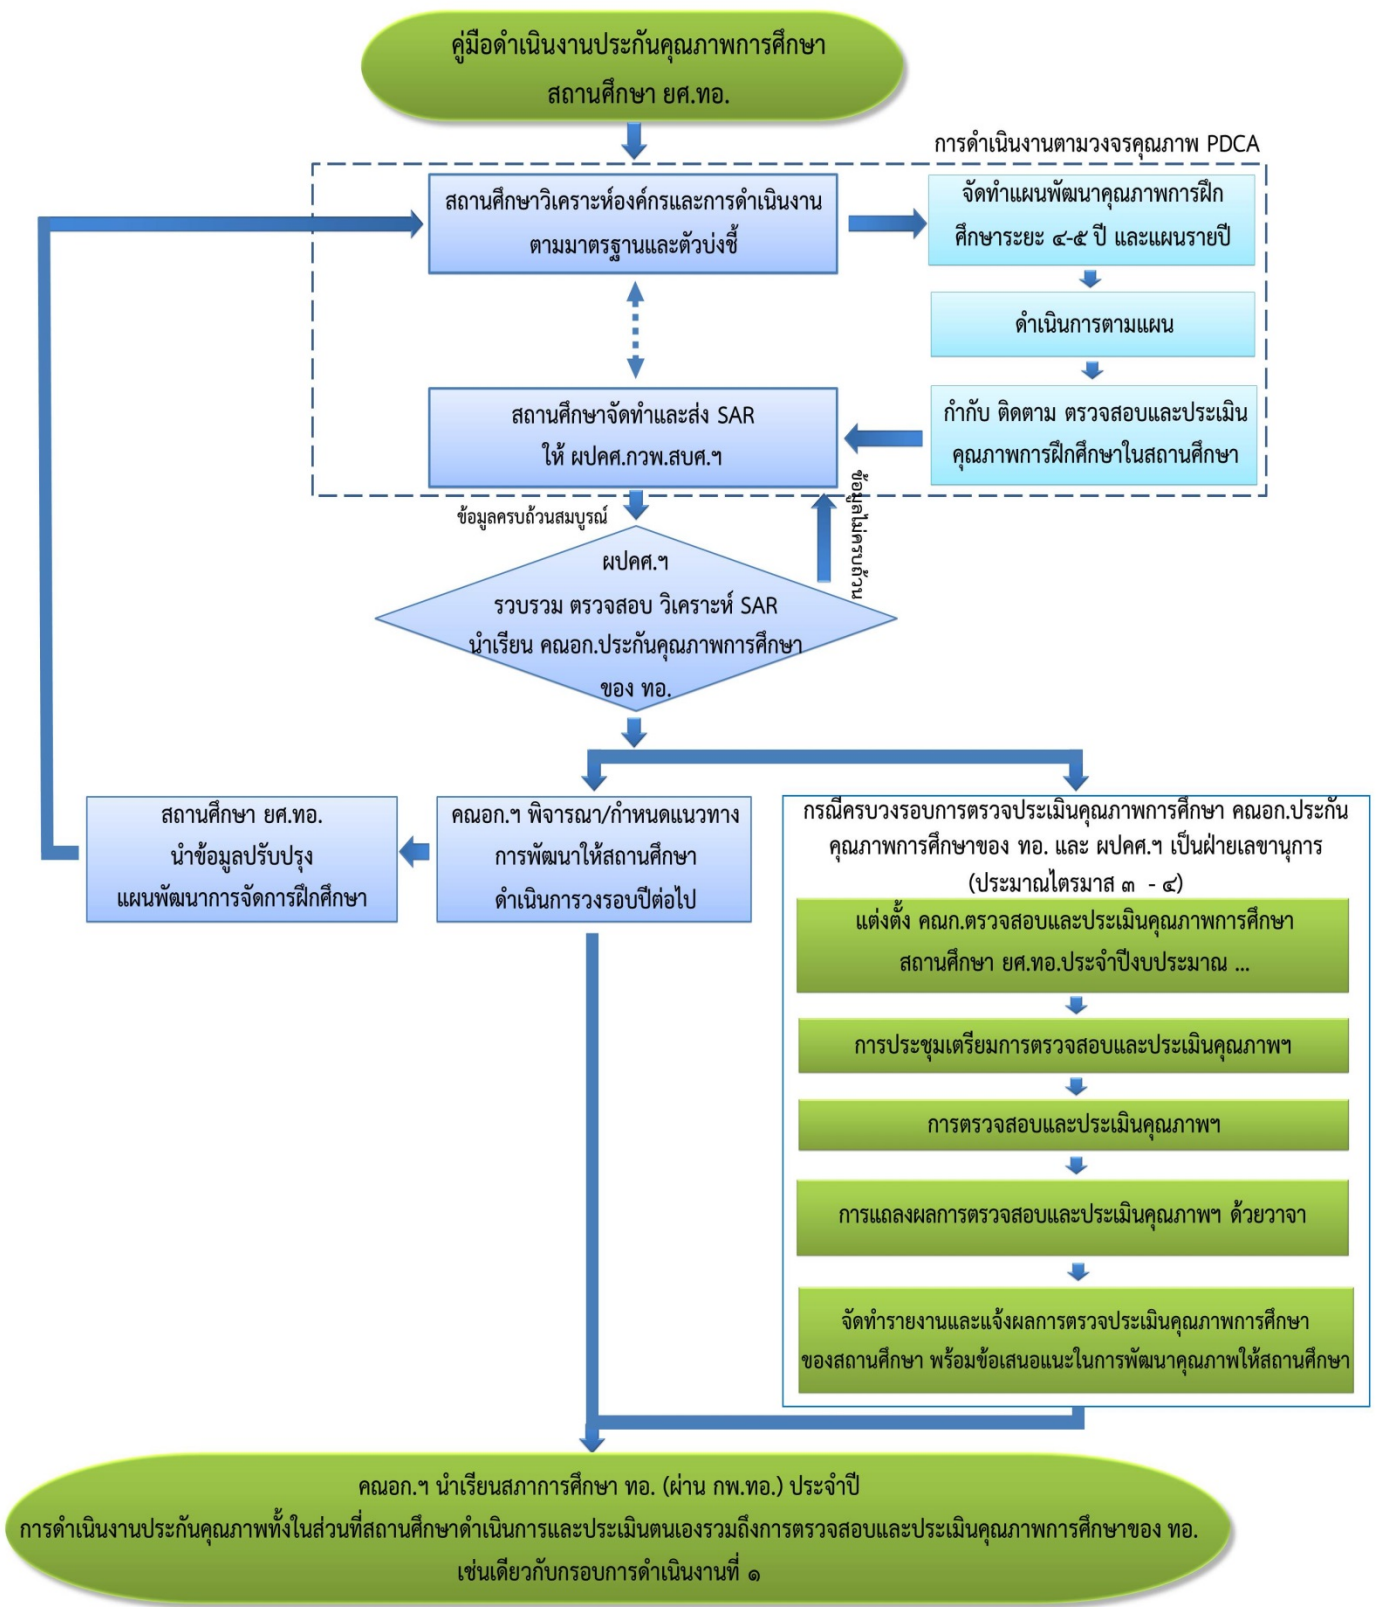 คู่มือดำเนินงานประกันคุณภาพการศึกษา
สถานศึกษา ยศ.ทอ.
การดำเนินงานตามวงจรคุณภาพ PDCA
สถานศึกษาวิเคราะห์องค์กรและการดำเนินงาน
ตามมาตรฐานและตัวบ่งชี้
จัดทำแผนพัฒนาคุณภาพการฝึก
ศึกษาระยะ ๔-๕ ปี และแผนรายปี
ดำเนินการตามแผน
กำกับ ติดตาม ตรวจสอบและประเมิน
คุณภาพการฝึกศึกษาในสถานศึกษา
สถานศึกษาจัดทำและส่ง SAR
ให้ ผปคศ.กวพ.สบศ.ฯ
ข้อมูลครบถ้วนสมบูรณ์
ข้อมูลไม่ครบถ้วน
ผปคศ.ฯ
รวบรวม ตรวจสอบ วิเคราะห์ SAR
นำเรียน คณอก.ประกันคุณภาพการศึกษา
ของ ทอ.
สถานศึกษา ยศ.ทอ.
นำข้อมูลปรับปรุง
แผนพัฒนาการจัดการฝึกศึกษา
คณอก.ฯ พิจารณา/กำหนดแนวทาง
การพัฒนาให้สถานศึกษา
ดำเนินการวงรอบปีต่อไป
กรณีครบวงรอบการตรวจประเมินคุณภาพการศึกษา คณอก.ประกัน
คุณภาพการศึกษาของ ทอ. และ ผปคศ.ฯ เป็นฝ่ายเลขานุการ
(ประมาณไตรมาส ๓ - ๔)
แต่งตั้ง คณก.ตรวจสอบและประเมินคุณภาพการศึกษา
สถานศึกษา ยศ.ทอ.ประจำปีงบประมาณ ...
การประชุมเตรียมการตรวจสอบและประเมินคุณภาพฯ
การตรวจสอบและประเมินคุณภาพฯ
การแถลงผลการตรวจสอบและประเมินคุณภาพฯ ด้วยวาจา
จัดทำรายงานและแจ้งผลการตรวจประเมินคุณภาพการศึกษา
ของสถานศึกษา พร้อมข้อเสนอแนะในการพัฒนาคุณภาพให้สถานศึกษา
คณอก.ฯ นำเรียนสภาการศึกษา ทอ. (ผ่าน กพ.ทอ.) ประจำปี
การดำเนินงานประกันคุณภาพทั้งในส่วนที่สถานศึกษาดำเนินการและประเมินตนเองรวมถึงการตรวจสอบและประเมินคุณภาพการศึกษาของ ทอ.
เช่นเดียวกับกรอบการดำเนินงานที่ ๑